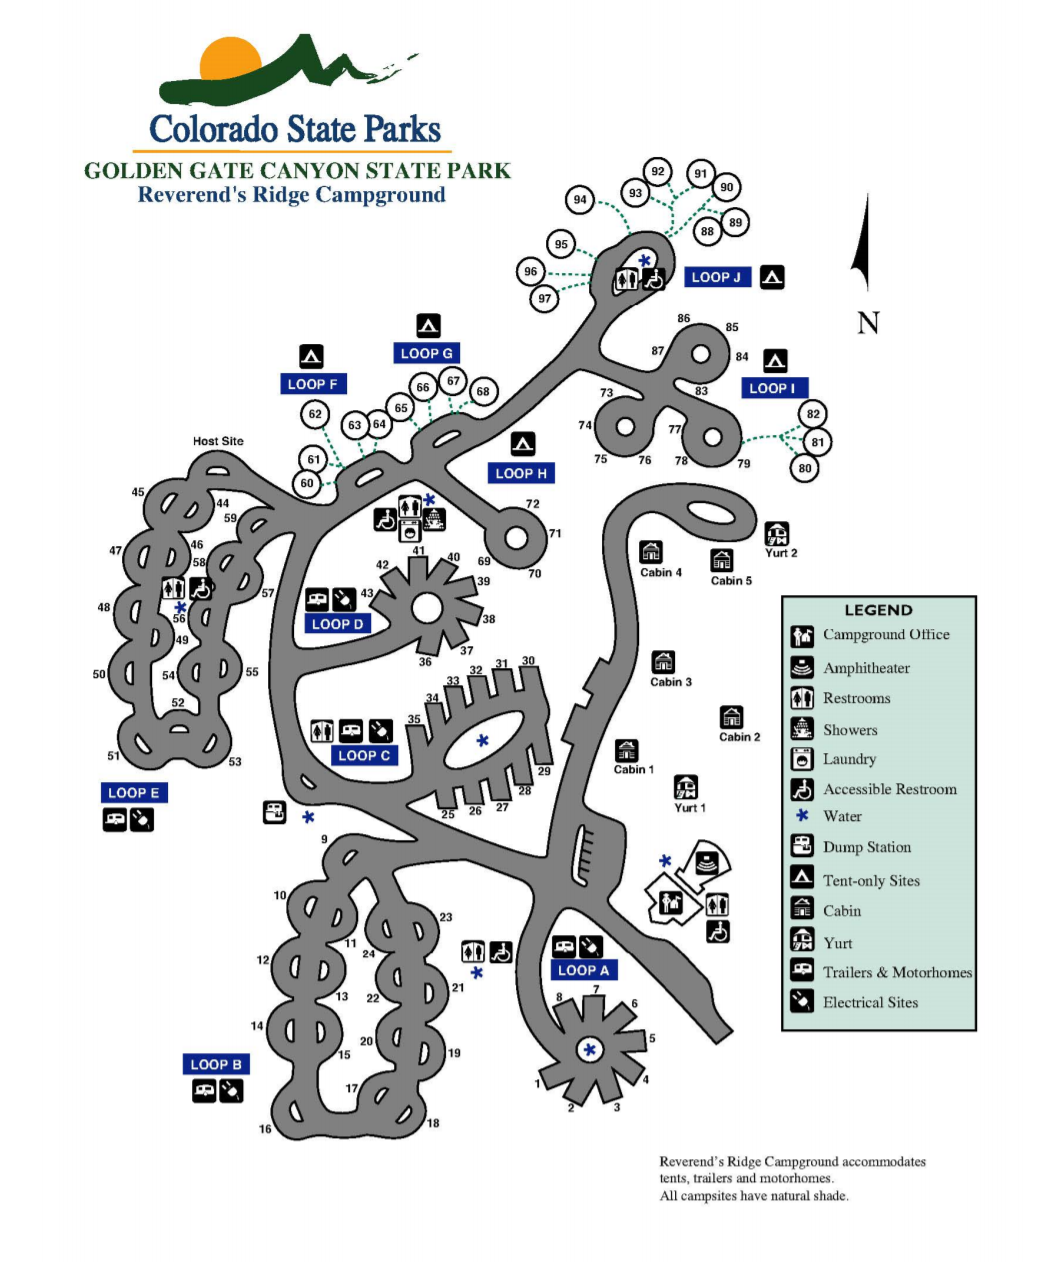 Colorado State Parks
GOLDEN GATE CANYON STATE PARK
Reverend's Ridge Campground
92
91
90
93
94
89
88
95
96
97
LOOP J
N
86
85
87
84
LOOP I
83
73
74
75
76
77
78
79
82
81
80
LOOP G
LOOP F
66
67
68
65
62
63
64
61
60
LOOP H
Host Site
45
44
59
46
47
58
57
48
56
49
50
54
55
52
51
53
LOOP E
72
71
69
70
41
40
42
39
43
38
37
36
LOOP D
30
31
32
33
34
35
LOOP C
29
28
27
26
25
Yurt 2
Cabin 4
Cabin 5
Cabin 3
Cabin 2
Cabin 1
Yurt 1
LEGEND
Campground Office
Amphitheater
Restrooms
Showers
Laundry
Accessible Restroom
Water
Dump Station
Tent-only Sites
Cabin
Yurt
Trailers & Motorhomes
Electrical Sites
9
10
11
23
24
12
13
22
21
14
15
20
19
17
16
18
LOOP B
LOOP A
7
8
6
5
4
1
2
3
Reverend's Ridge Campground accommodates
tents, trailers and motorhomes.
All campsites have natural shade.